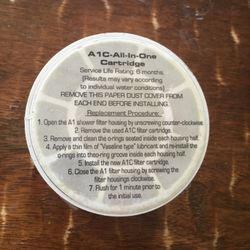 A1C-All-In-One
Cartridge
Service Life Rating: 6 months.
(Results may vary according
to individual water conditions)
REMOVE THIS PAPER DUST COVER FROM
EACH END BEFORE INSTALLING.
Replacement Procedure:
1. Open the A1 shower filter housing by unscrewing counter-clockwise.
2. Remove the used A1C filter cartridge.
3. Remove and clean the o-rings seated inside each housing half.
4. Apply a thin film of "Vaseline type" lubricant and re-install the
o-rings into the o-ring groove inside each housing half.
5. Install the new A1C filter cartridge.
6. Close the A1 filter housing by screwing the
filter housings clockwise.
7. Flush for 1 minute prior to
the initial use.